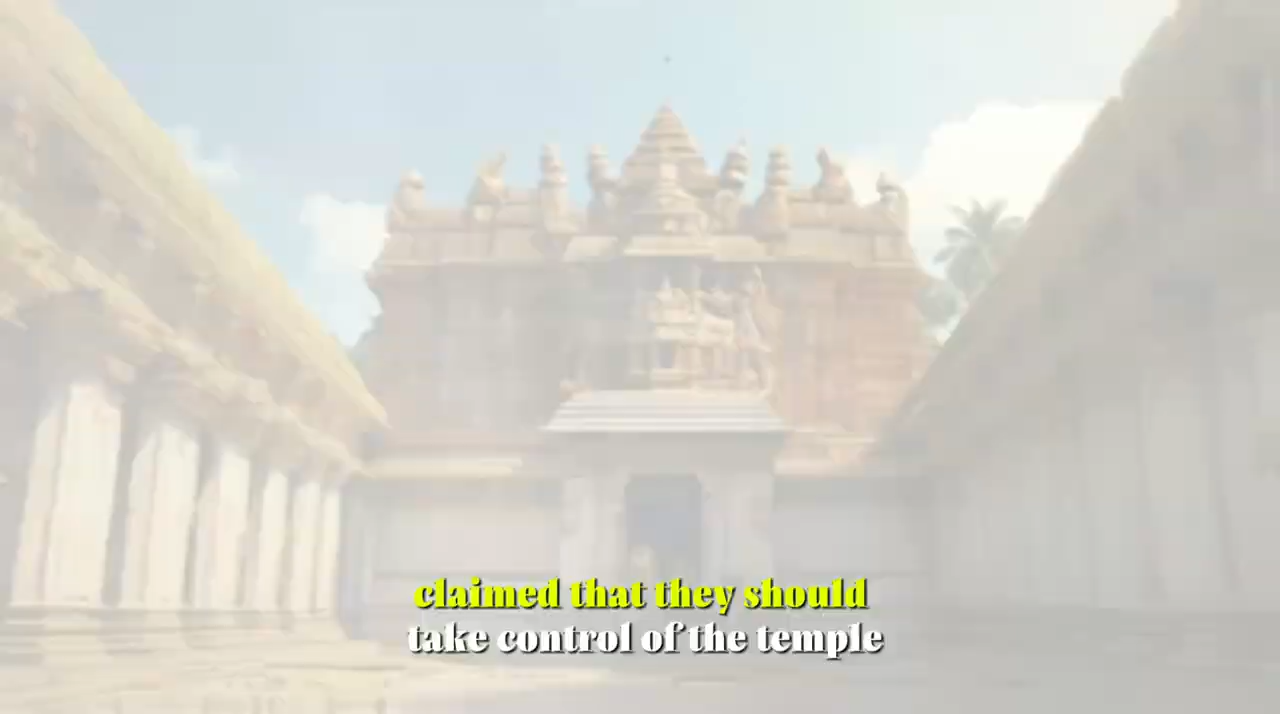 claimed that they should
take control of the temple